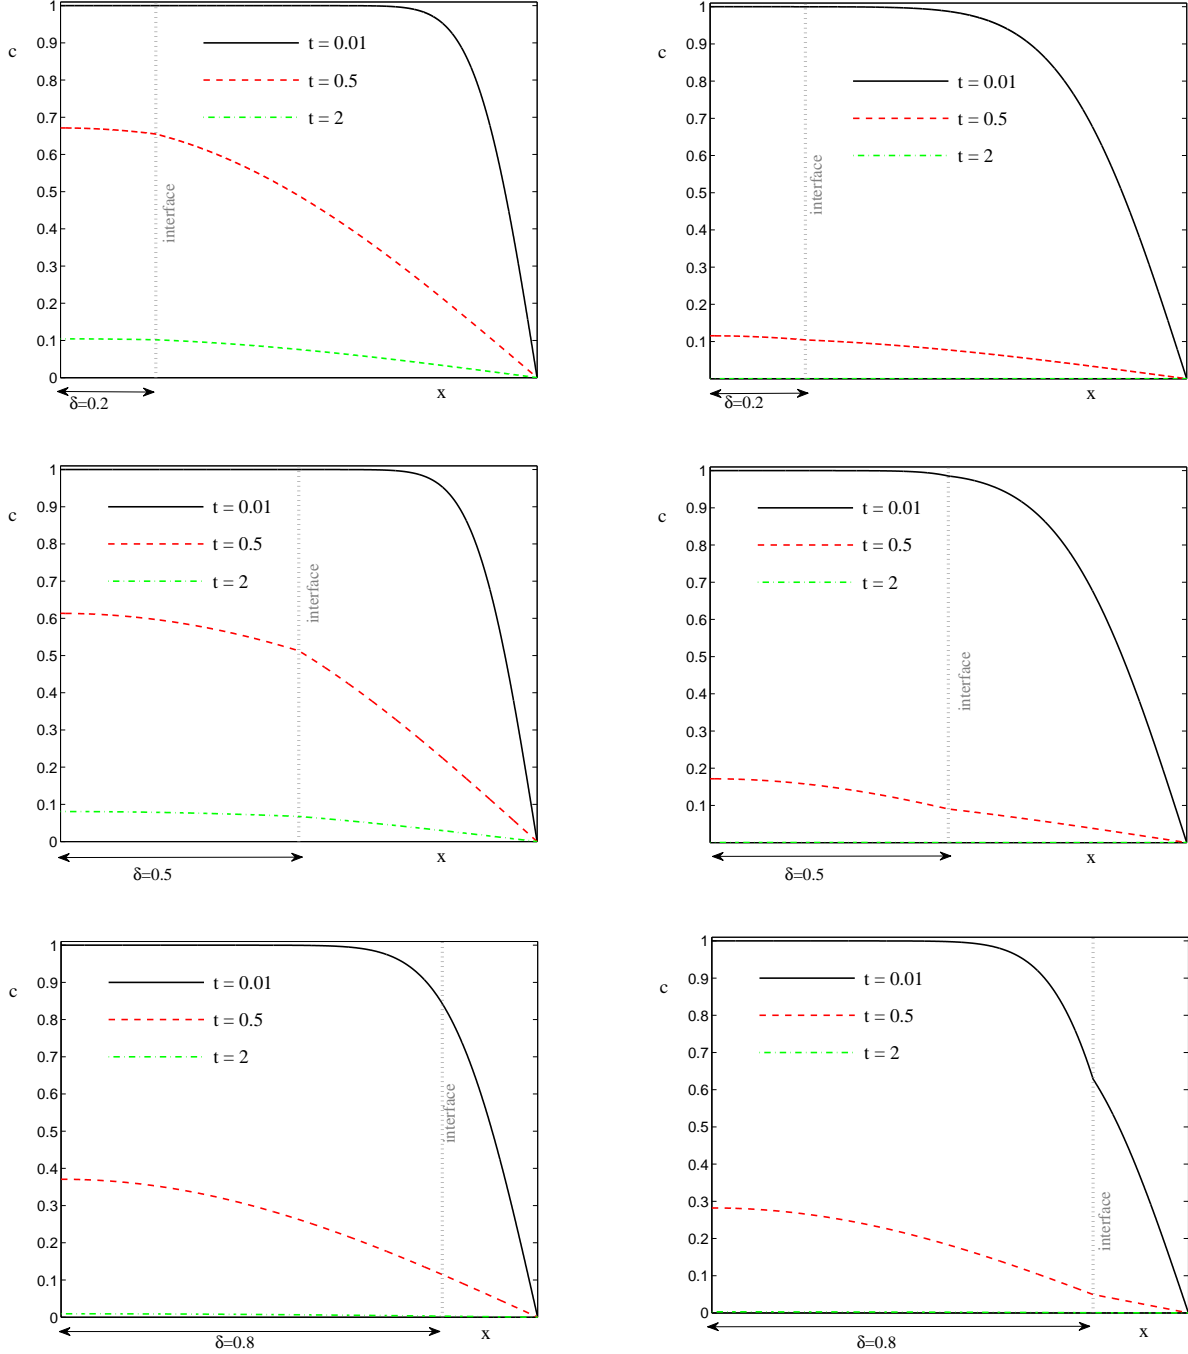 1
0.9
0.8
0.7
0.6
0.5
0.4
0.3
0.2
0.1
0
c
t = 0.01
t = 0.5
t = 2
interface
x
δ=0.2
1
0.9
0.8
0.7
0.6
0.5
0.4
0.3
0.2
0.1
c
t = 0.01
t = 0.5
t = 2
interface
x
δ=0.2
1
0.9
0.8
0.7
0.6
0.5
0.4
0.3
0.2
0.1
0
c
t = 0.01
t = 0.5
t = 2
interface
x
δ=0.5
1
0.9
0.8
0.7
0.6
0.5
0.4
0.3
0.2
0.1
c
t = 0.01
t = 0.5
t = 2
interface
x
δ=0.5
1
0.9
0.8
0.7
0.6
0.5
0.4
0.3
0.2
0.1
0
c
t = 0.01
t = 0.5
t = 2
interface
x
δ=0.8
1
0.9
0.8
0.7
0.6
0.5
0.4
0.3
0.2
0.1
0
c
t = 0.01
t = 0.5
t = 2
interface
x
δ=0.8